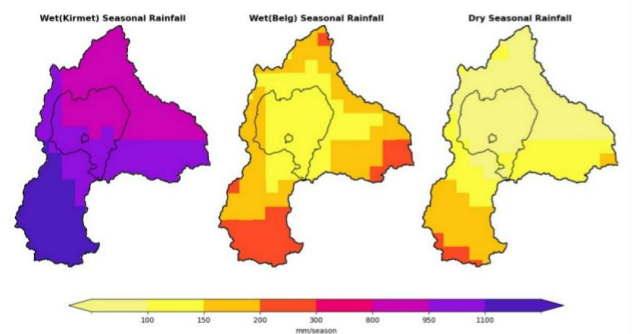 Wet(Kirmet) Seasonal Rainfall
Wet(Belg) Seasonal Rainfall
Dry Seasonal Rainfall
100 150 200 300 800 950 1100
mm/season